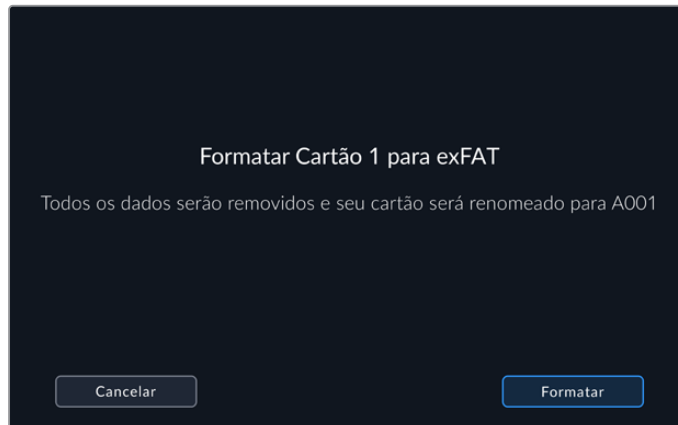 Formatar Cartão 1 para exFAT
Todos os dados serão removidos e seu cartão será renomeado para A001
Cancelar
Formatar